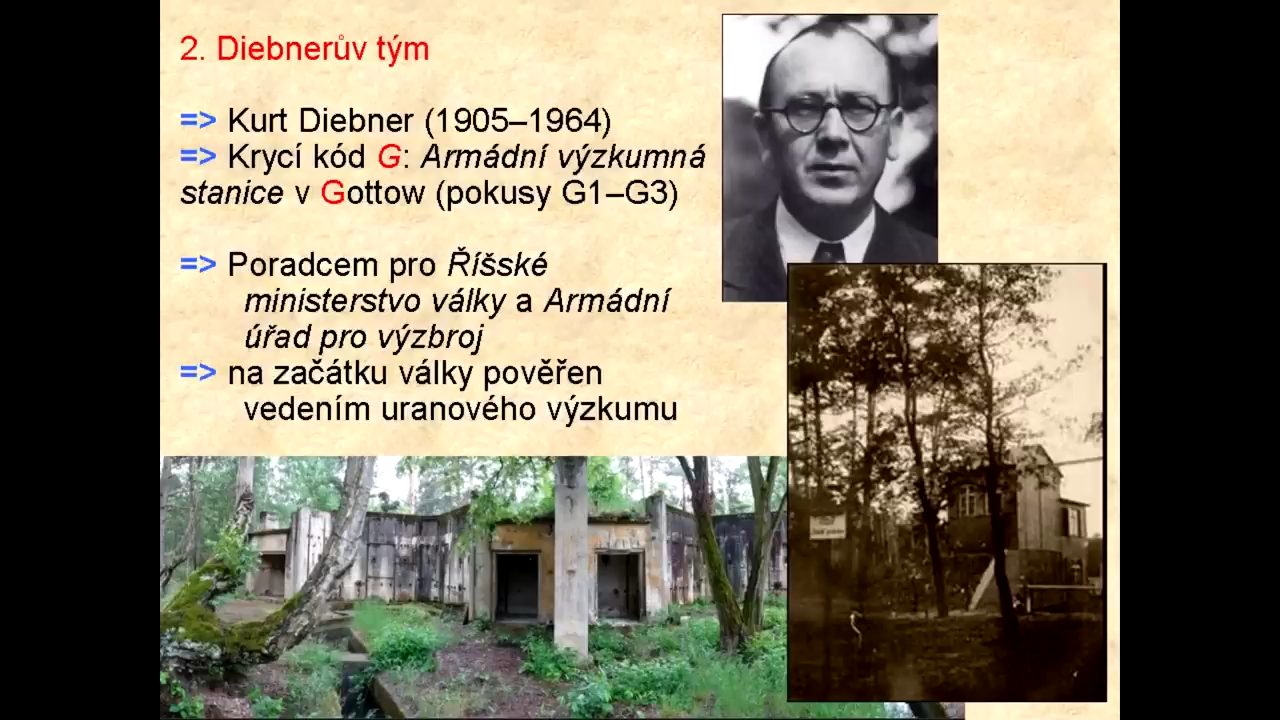 2. Diebnerův tým
=> Kurt Diebner (1905–1964)
=> Krycí kód G: Armádní výzkumná
stanice v Gottow (pokusy G1–G3)
=> Poradcem pro Říšské
ministerstvo války a Armádní
úřad pro výzbroj
=> na začátku války pověřen
vedením uranového výzkumu